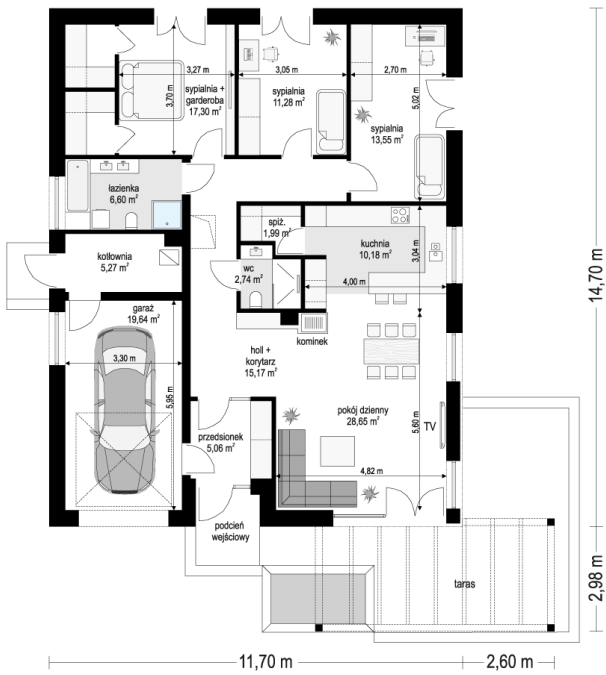 3,27 m
3,70 m
sypialnia +
garderoba
17,30 m²
3,05 m
sypialnia
11,28 m²
2,70 m
5,02 m
sypialnia
13,55 m²
łazienka
6,60 m²
spiż.
1,99 m²
kuchnia
10,18 m²
3,04 m
kotłownia
5,27 m²
wc
2,74 m²
4,00 m
14,70 m
garaż
19,64 m²
3,30 m
5,95 m
kominek
holl +
korytarz
15,17 m²
pokój dzienny
28,65 m²
5,60 m
TV
przedsionek
5,06 m²
4,82 m
podcień
wejściowy
taras
2,98 m
11,70 m
2,60 m